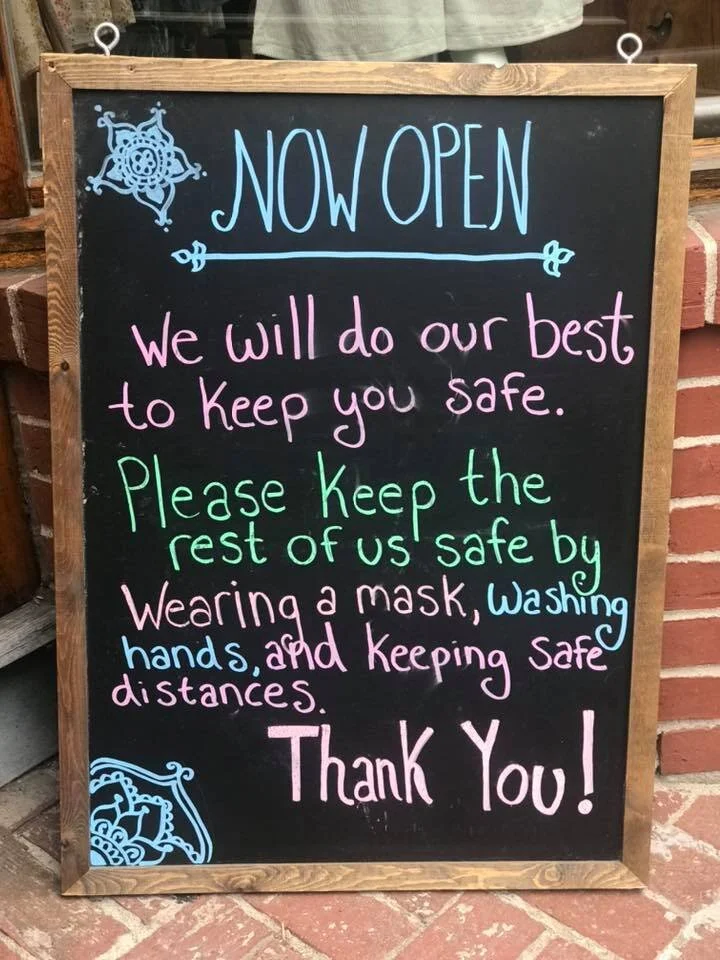 NOW OPEN
We will do our best
to keep you safe.
Please keep the
rest of us safe by
Wearing a mask, washing
hands, and keeping safe
distances.
Thank You!